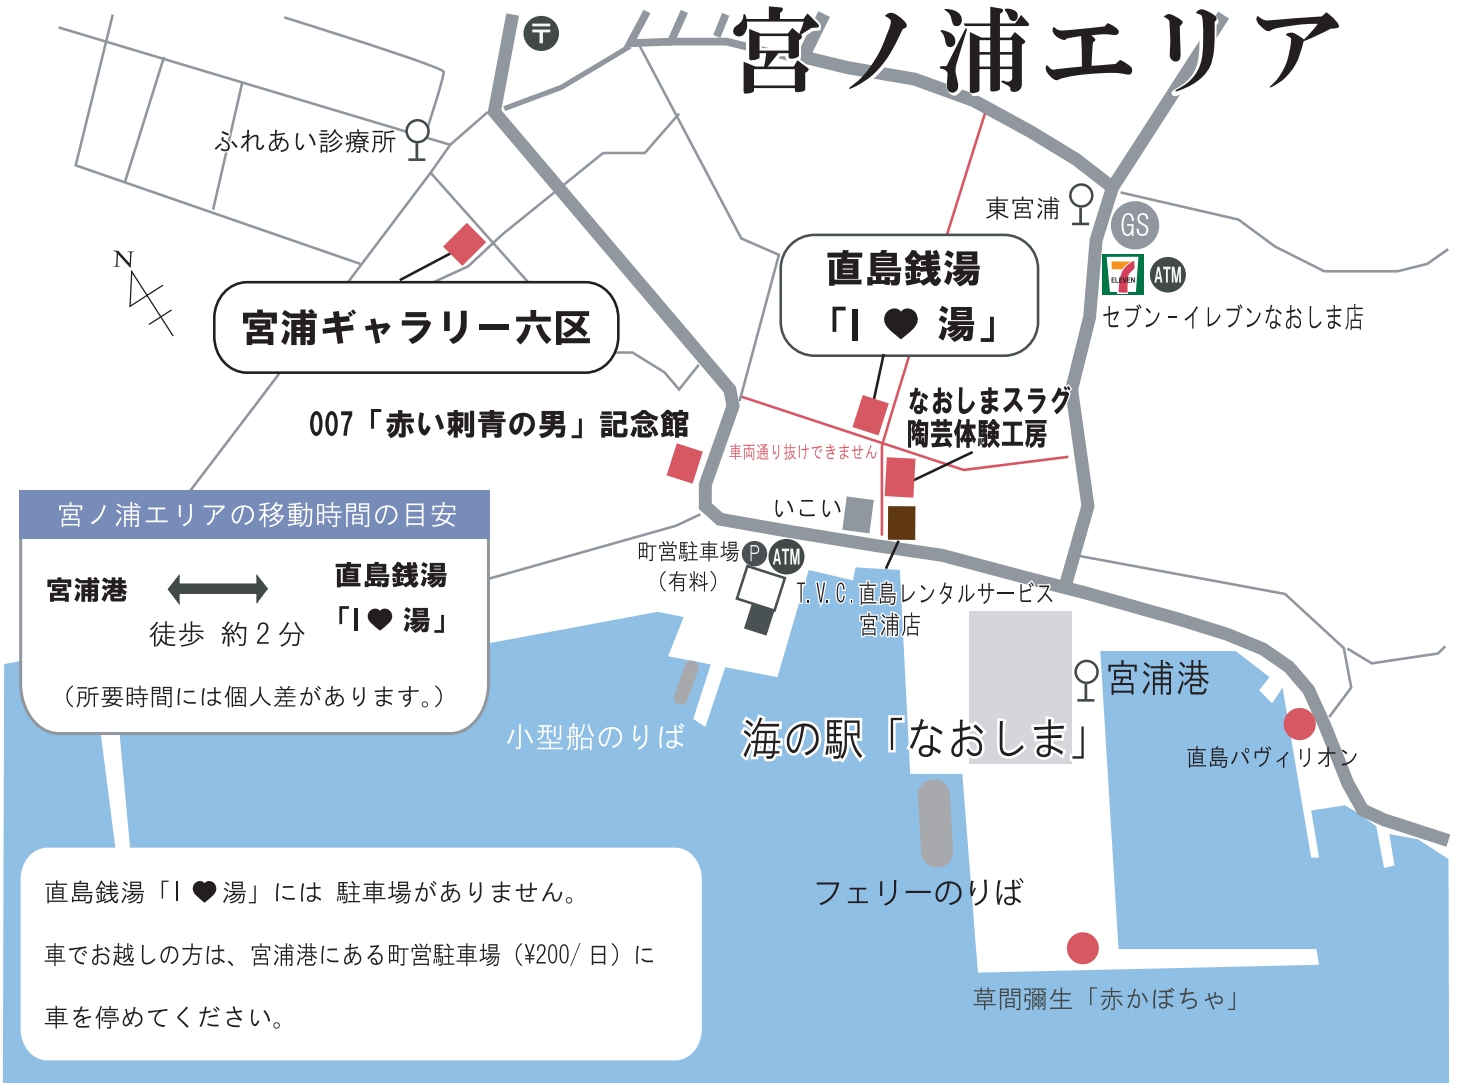 宮ノ浦エリア
〒
ふれあい診療所
東宮浦
GS
N
直島銭湯
「I ♥ 湯」
ELEVEN
ATM
セブン-イレブンなおしま店
宮浦ギャラリー六区
なおしまスラグ
陶芸体験工房
007「赤い刺青の男」記念館
車両通り抜けできません
いこい
宮ノ浦エリアの移動時間の目安
町営駐車場
P
ATM
(有料)
宮浦港
直島銭湯
「I ♥ 湯」
徒歩 約2分
(所要時間には個人差があります。)
T.V.C.直島レンタルサービス
宮浦店
宮浦港
小型船のりば
海の駅「なおしま」
直島パヴィリオン
フェリーのりば
直島銭湯「I ♥ 湯」には 駐車場がありません。
車でお越しの方は、宮浦港にある町営駐車場(¥200/日)に
車を停めてください。
草間彌生「赤かぼちゃ」